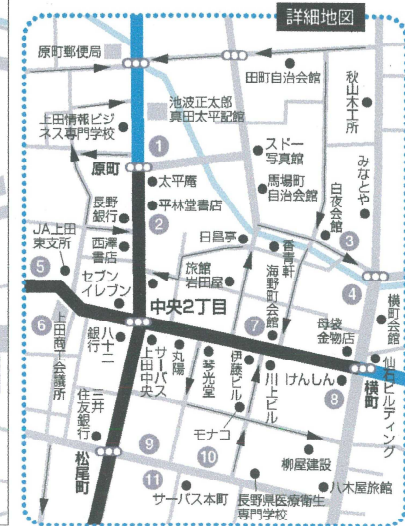 詳細地図
原町郵便局
田町自治会館
秋山木工所
池波正太郎
真田太平記館
上田情報ビジ
ネス専門学校
スドー
写真館
みなとや
1
原町
太平庵
馬場町
自治会館
白夜会館
長野
銀行
平林堂書店
2
3
JA上田
東支所
西澤
書店
日昌亭
香青軒
5
セブン
イレブン
旅館
岩田屋
海野町会館
4
中央2丁目
6
上田商工会議所
八十二
銀行
サーパス
上田中央
丸陽
琴光堂
伊藤ビル
7
川上ビル
母袋
金物店
横町会館
仙石ビルディング
けんしん
横町
8
三井
住友銀行
モナコ
松尾町
9
10
柳屋建設
11
サーパス本町
長野県医療衛生
専門学校
八木屋旅館